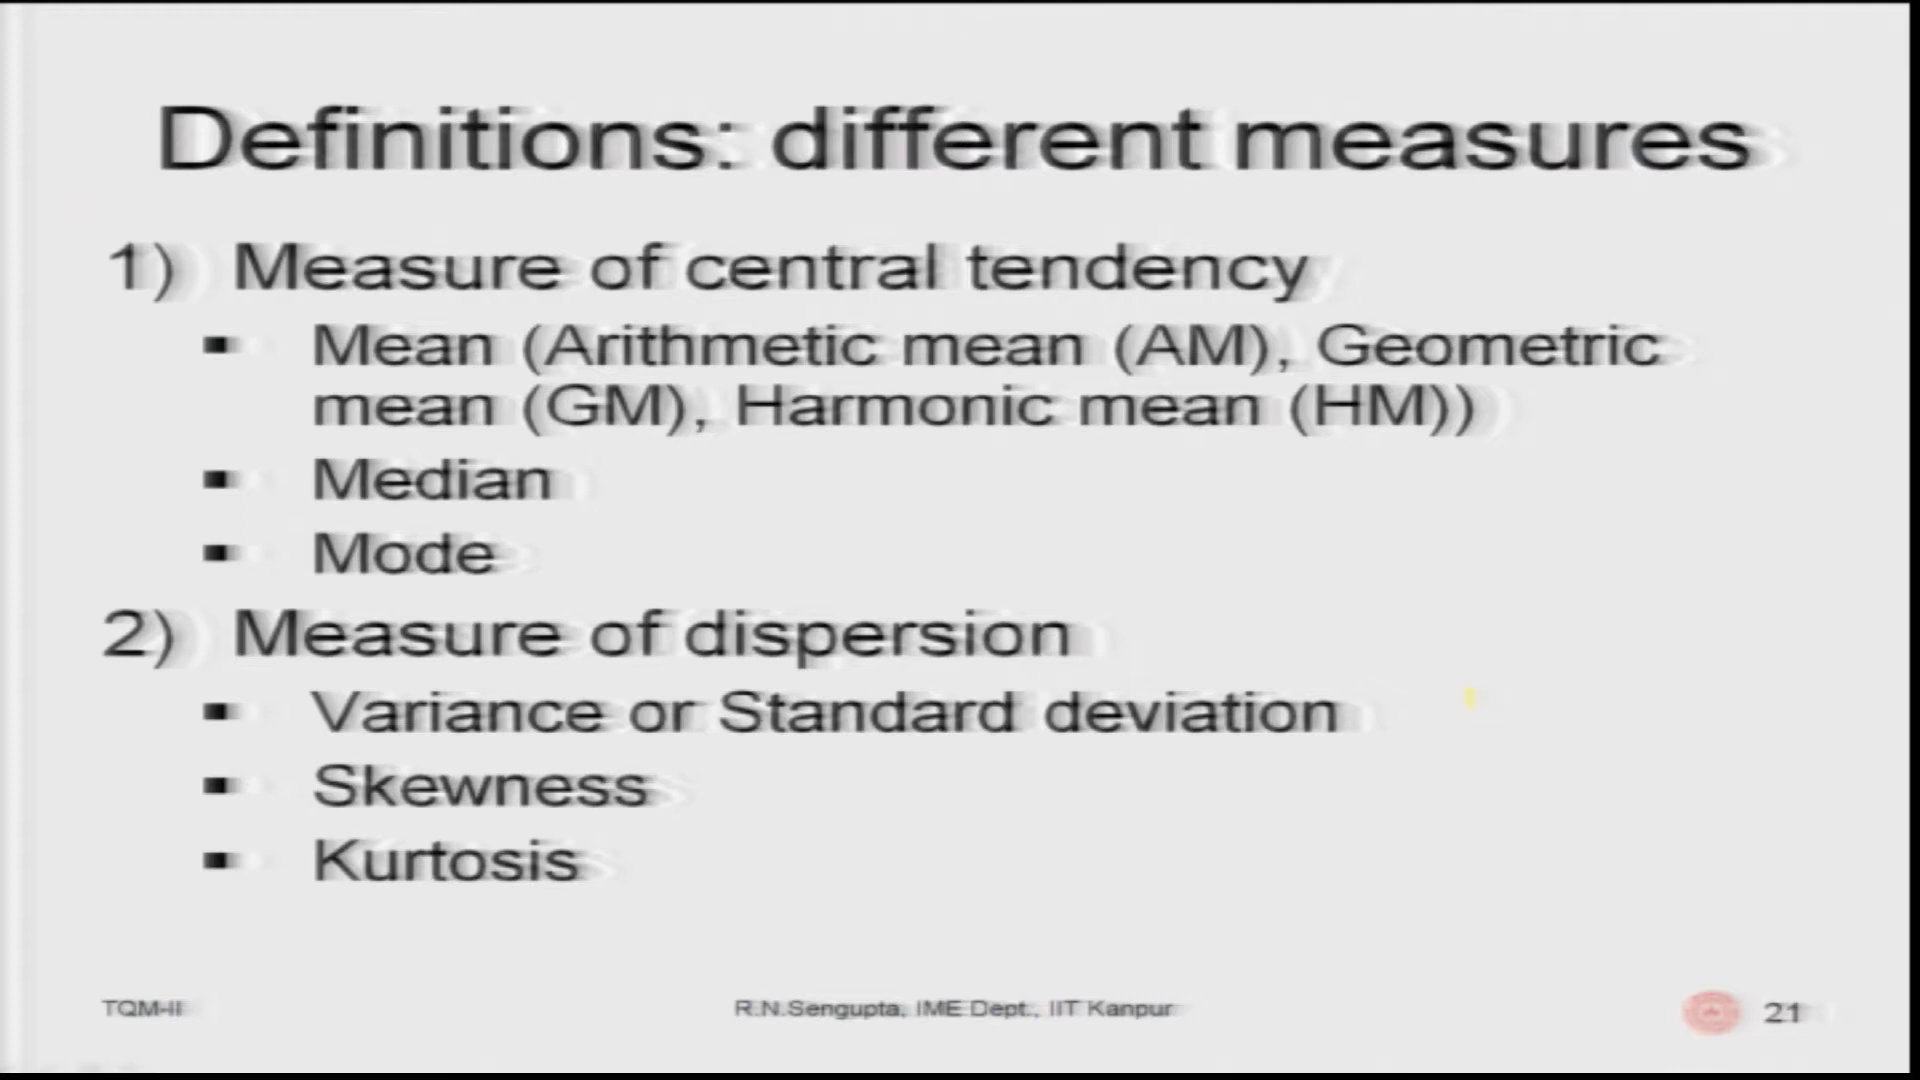 Definitions: different measures
1) Measure of central tendency
▪ Mean (Arithmetic mean (AM), Geometric
mean (GM), Harmonic mean (HM))
▪ Median
▪ Mode
2) Measure of dispersion
▪ Variance or Standard deviation
▪ Skewness
▪ Kurtosis
TQM-II
R.N.Sengupta, IME Dept., IIT Kanpur
21